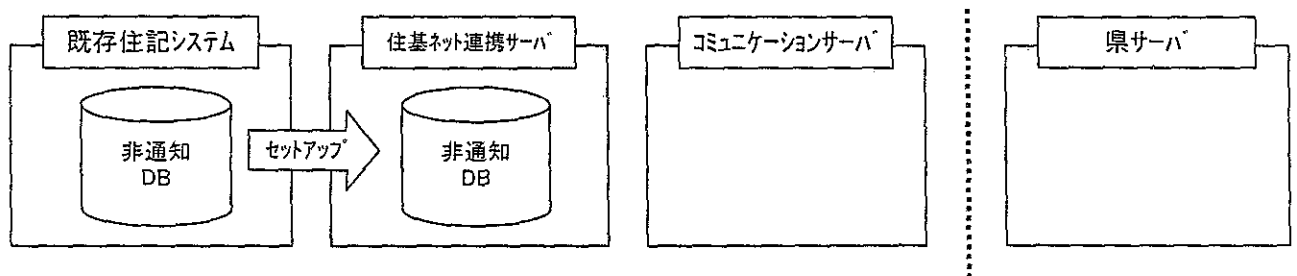 既存住記システム
住基ネット連携サーバ
コミュニケーションサーバ
県サーバ
非通知
DB
セットアップ
非通知
DB